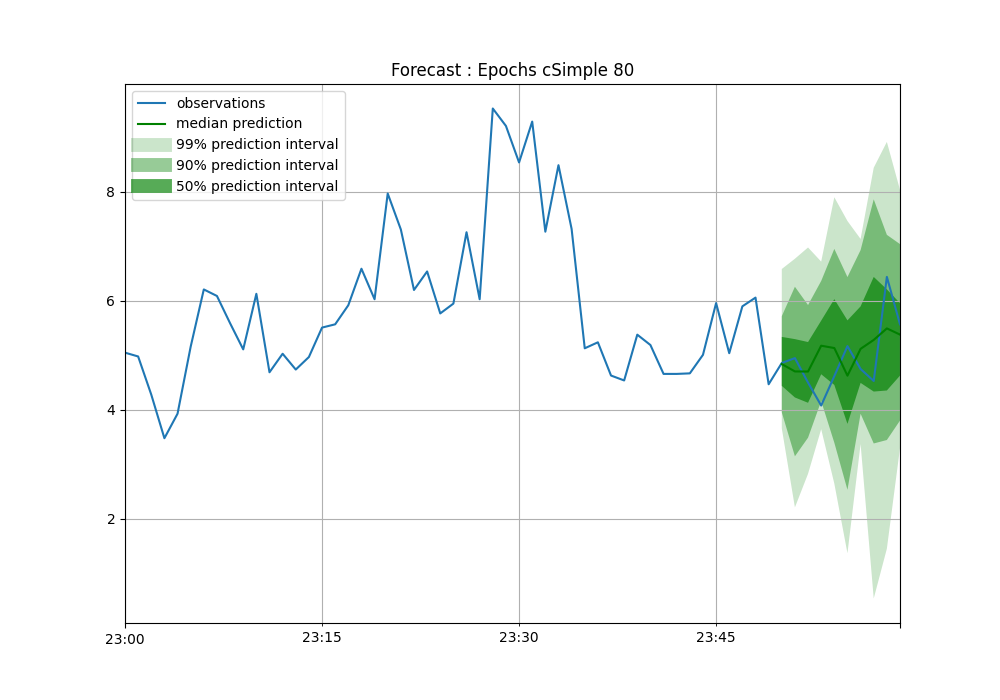 Forecast : Epochs cSimple 80
observations
median prediction
99% prediction interval
90% prediction interval
50% prediction interval
8
6
4
2
23:00 23:15 23:30 23:45